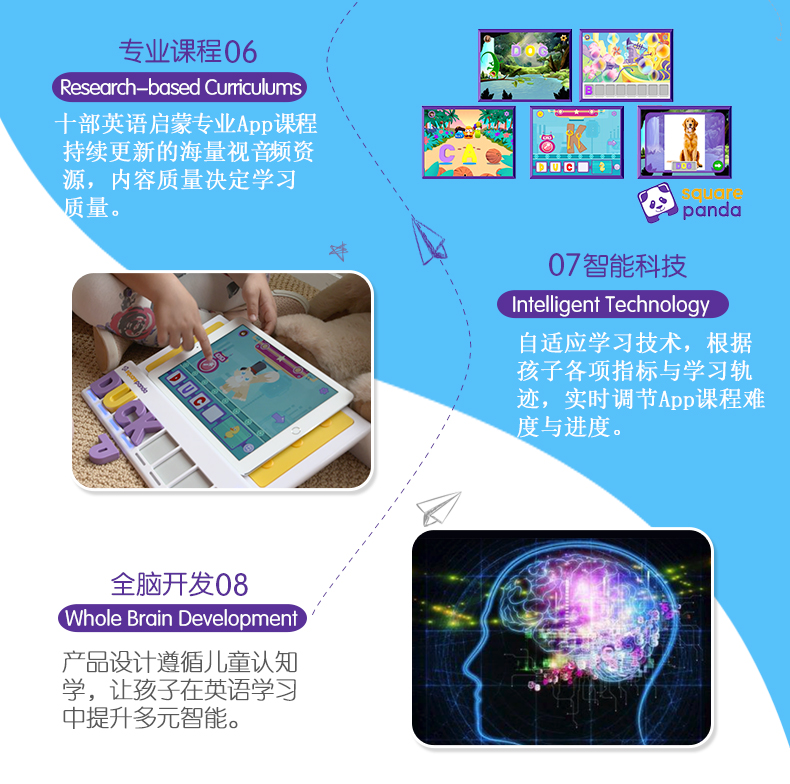 专业课程06
Research-based Curriculums
十部英语启蒙专业App课程
持续更新的海量视音频资
源，内容质量决定学习
质量。
DOG
B
CA
K
DUC
DOG
square
panda
07智能科技
Intelligent Technology
自适应学习技术，根据
孩子各项指标与学习轨
迹，实时调节App课程难
度与进度。
squarepanda
DUCK
DUC
全脑开发08
Whole Brain Development
产品设计遵循儿童认知
学，让孩子在英语学习
中提升多元智能。